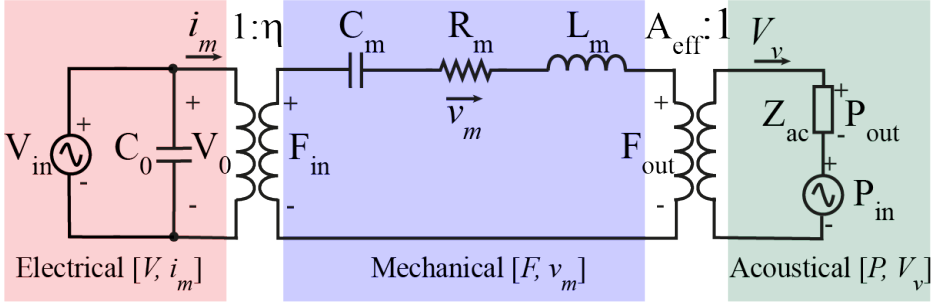 i_m 1:η C_m R_m L_m A_eff:1 V_v
+ + + + +
V_in C_0 V_0 F_in v_m F_out Z_ac P_out
- - - - - -
+
P_in
-
Electrical [V, i_m] Mechanical [F, v_m] Acoustical [P, V_v]